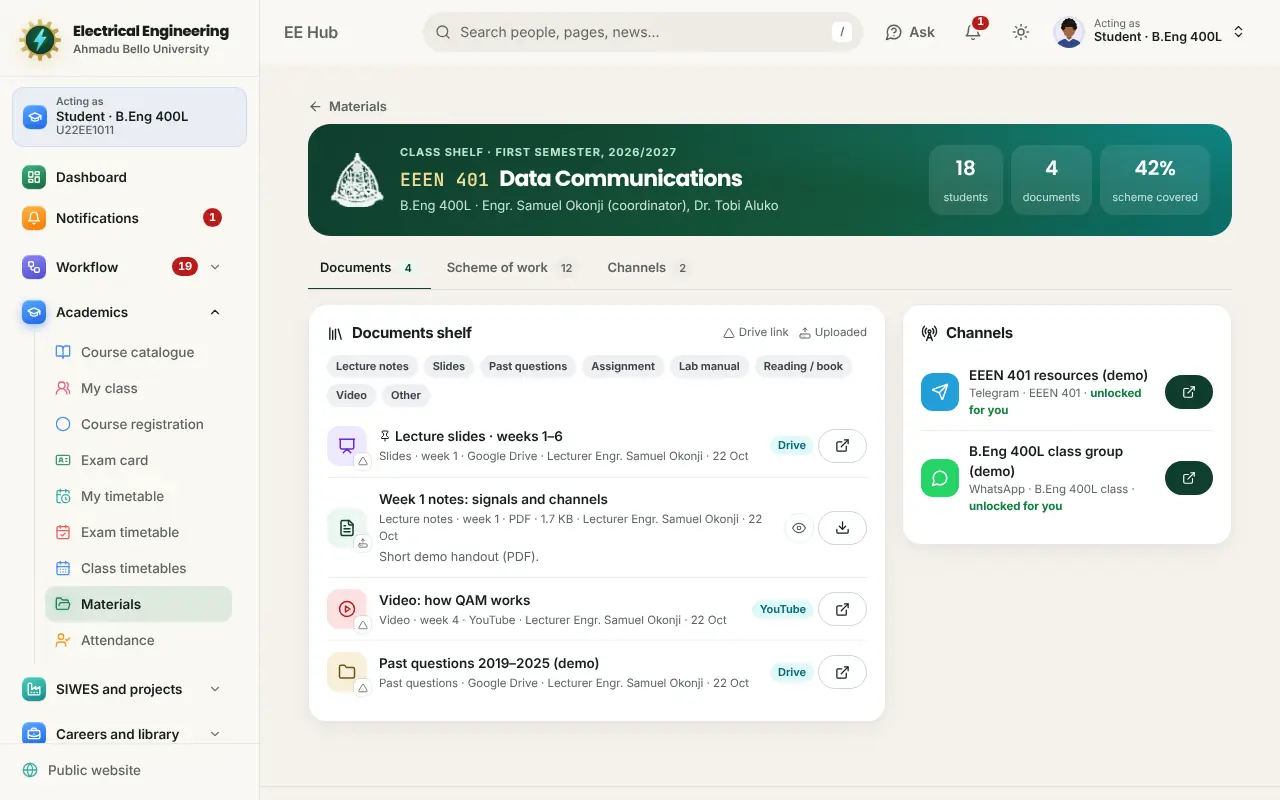 Electrical Engineering
Ahmadu Bello University
EE Hub
Search people, pages, news...
/
Ask
1
Acting as
Student · B.Eng 400L
Acting as
Student · B.Eng 400L
U22EE1011
Dashboard
Notifications
1
Workflow
19
Academics
Course catalogue
My class
Course registration
Exam card
My timetable
Exam timetable
Class timetables
Materials
Attendance
SIWES and projects
Careers and library
Public website
Materials
CLASS SHELF · FIRST SEMESTER, 2026/2027
EEEN 401 Data Communications
B.Eng 400L · Engr. Samuel Okonji (coordinator), Dr. Tobi Aluko
18
students
4
documents
42%
scheme covered
Documents 4
Scheme of work 12
Channels 2
Documents shelf
Drive link
Uploaded
Lecture notes
Slides
Past questions
Assignment
Lab manual
Reading / book
Video
Other
Lecture slides · weeks 1–6
Slides · week 1 · Google Drive · Lecturer Engr. Samuel Okonji · 22 Oct
Drive
Week 1 notes: signals and channels
Lecture notes · week 1 · PDF · 1.7 KB · Lecturer Engr. Samuel Okonji · 22
Oct
Short demo handout (PDF).
Video: how QAM works
Video · week 4 · YouTube · Lecturer Engr. Samuel Okonji · 22 Oct
YouTube
Past questions 2019–2025 (demo)
Past questions · Google Drive · Lecturer Engr. Samuel Okonji · 22 Oct
Drive
Channels
EEEN 401 resources (demo)
Telegram · EEEN 401 · unlocked
for you
B.Eng 400L class group
(demo)
WhatsApp · B.Eng 400L class ·
unlocked for you